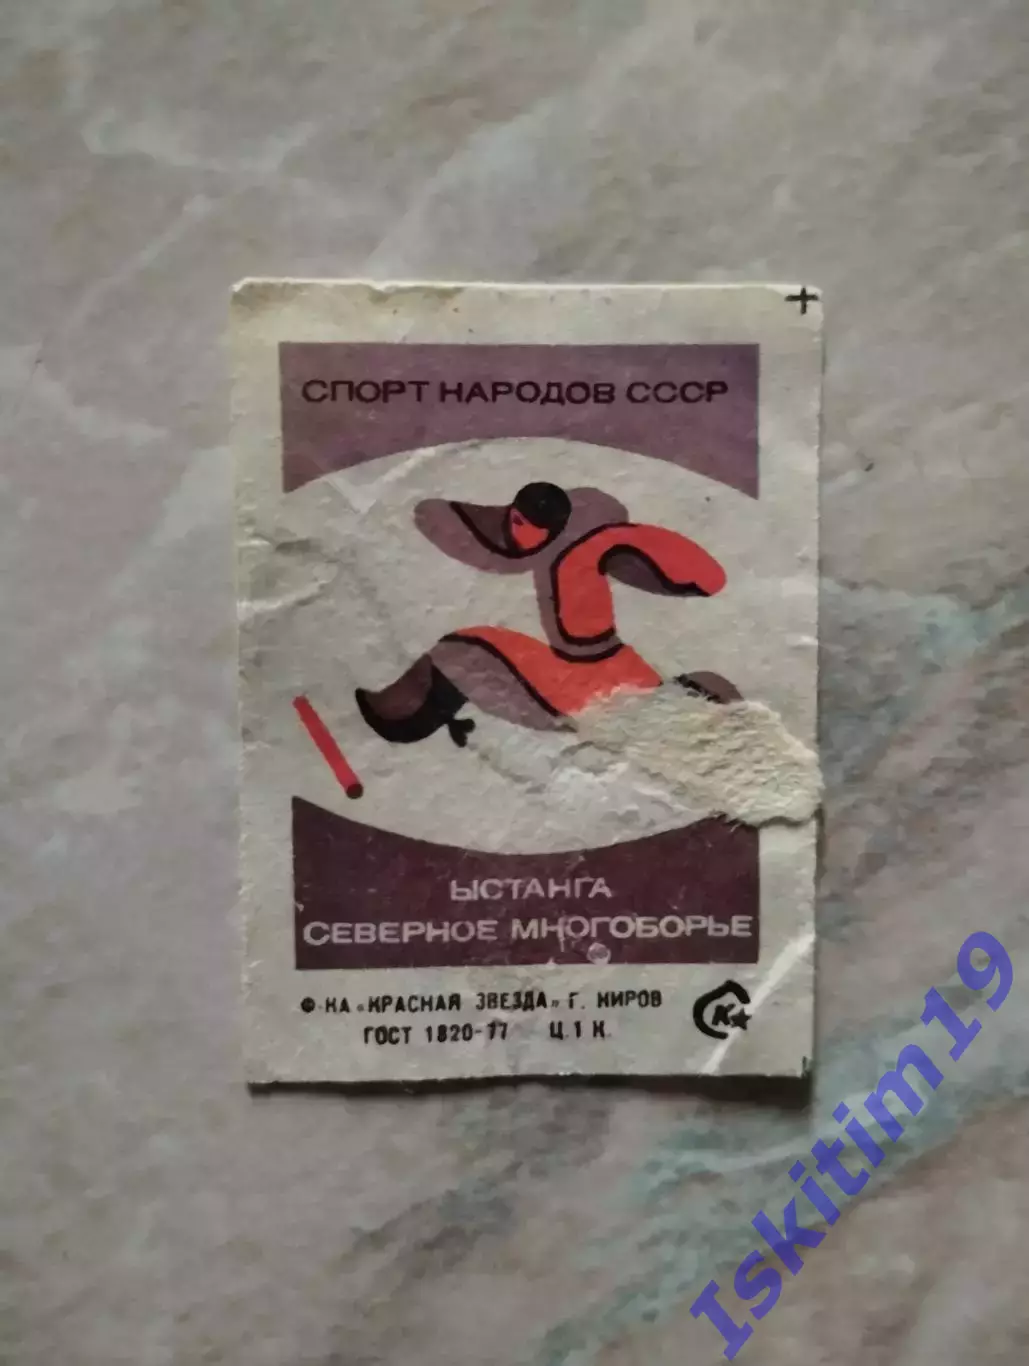 СПОРТ НАРОДОВ СССР
ЫСТАНГА
СЕВЕРНОЕ МНОГОБОРЬЕ
Ф-КА «КРАСНАЯ ЗВЕЗДА» Г. КИРОВ
ГОСТ 1820-77 Ц. 1 К.
К
Iskitim19